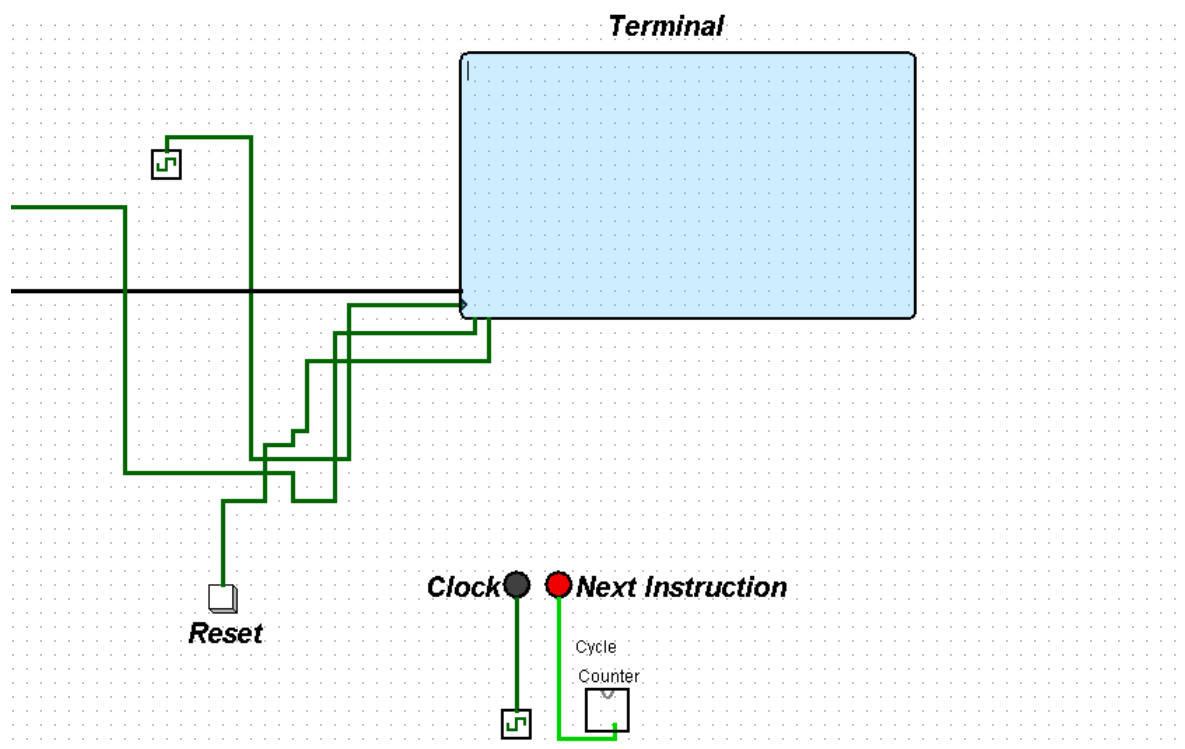 Terminal
Clock
Next Instruction
Reset
Cycle
Counter